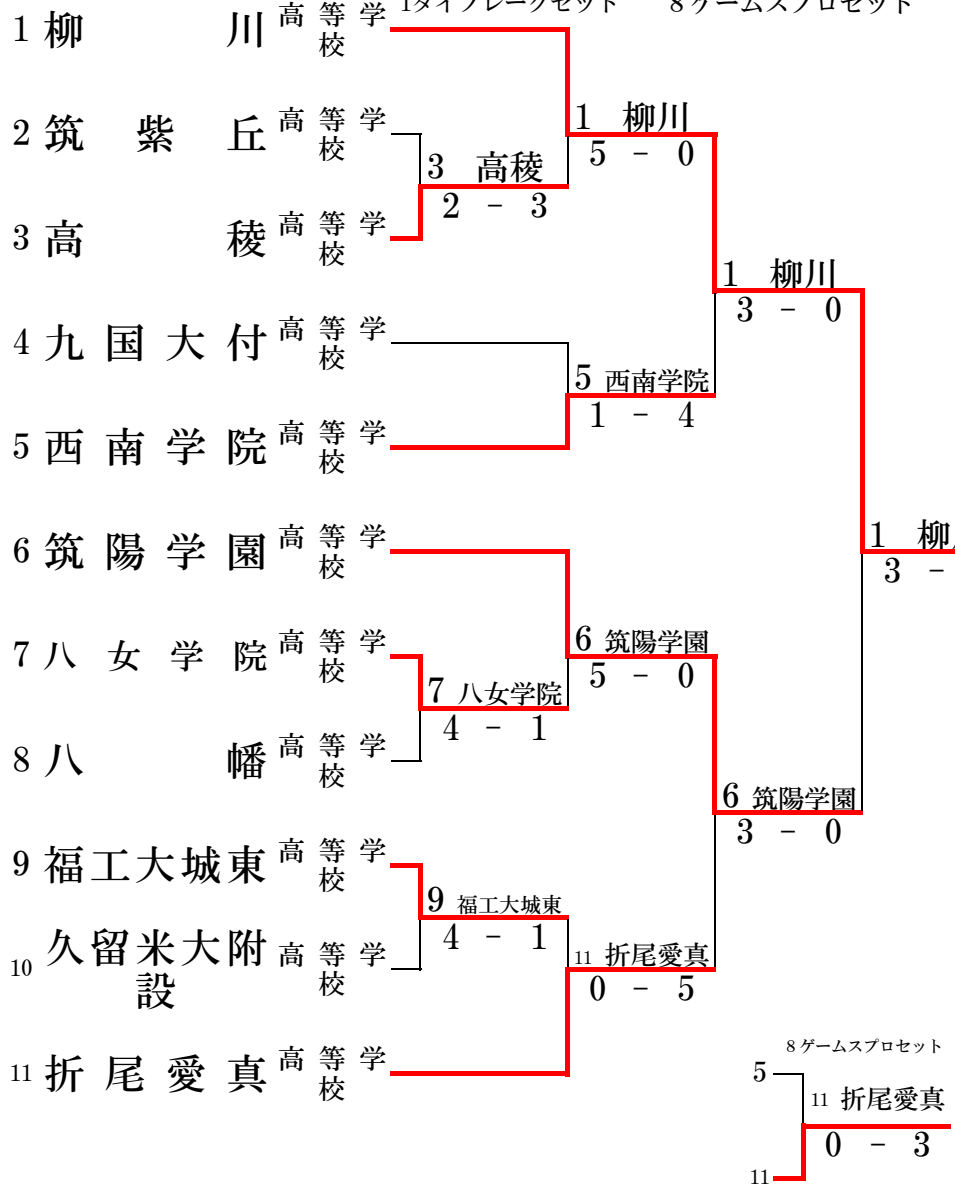 1タイブレークセット 8ゲームスプロセット
1 柳川 高等学校
2 筑紫丘 高等学校
3 高稜 高等学校
4 九国大付 高等学校
5 西南学院 高等学校
6 筑陽学園 高等学校
7 八女学院 高等学校
8 八幡 高等学校
9 福工大城東 高等学校
10 久留米大附設 高等学校
11 折尾愛真 高等学校
3 高稜
2 - 3
7 八女学院
4 - 1
9 福工大城東
4 - 1
1 柳川
5 - 0
5 西南学院
1 - 4
6 筑陽学園
5 - 0
11 折尾愛真
0 - 5
1 柳川
3 - 0
6 筑陽学園
3 - 0
1 柳
3 -
8ゲームスプロセット
5
11 折尾愛真
0 - 3
11